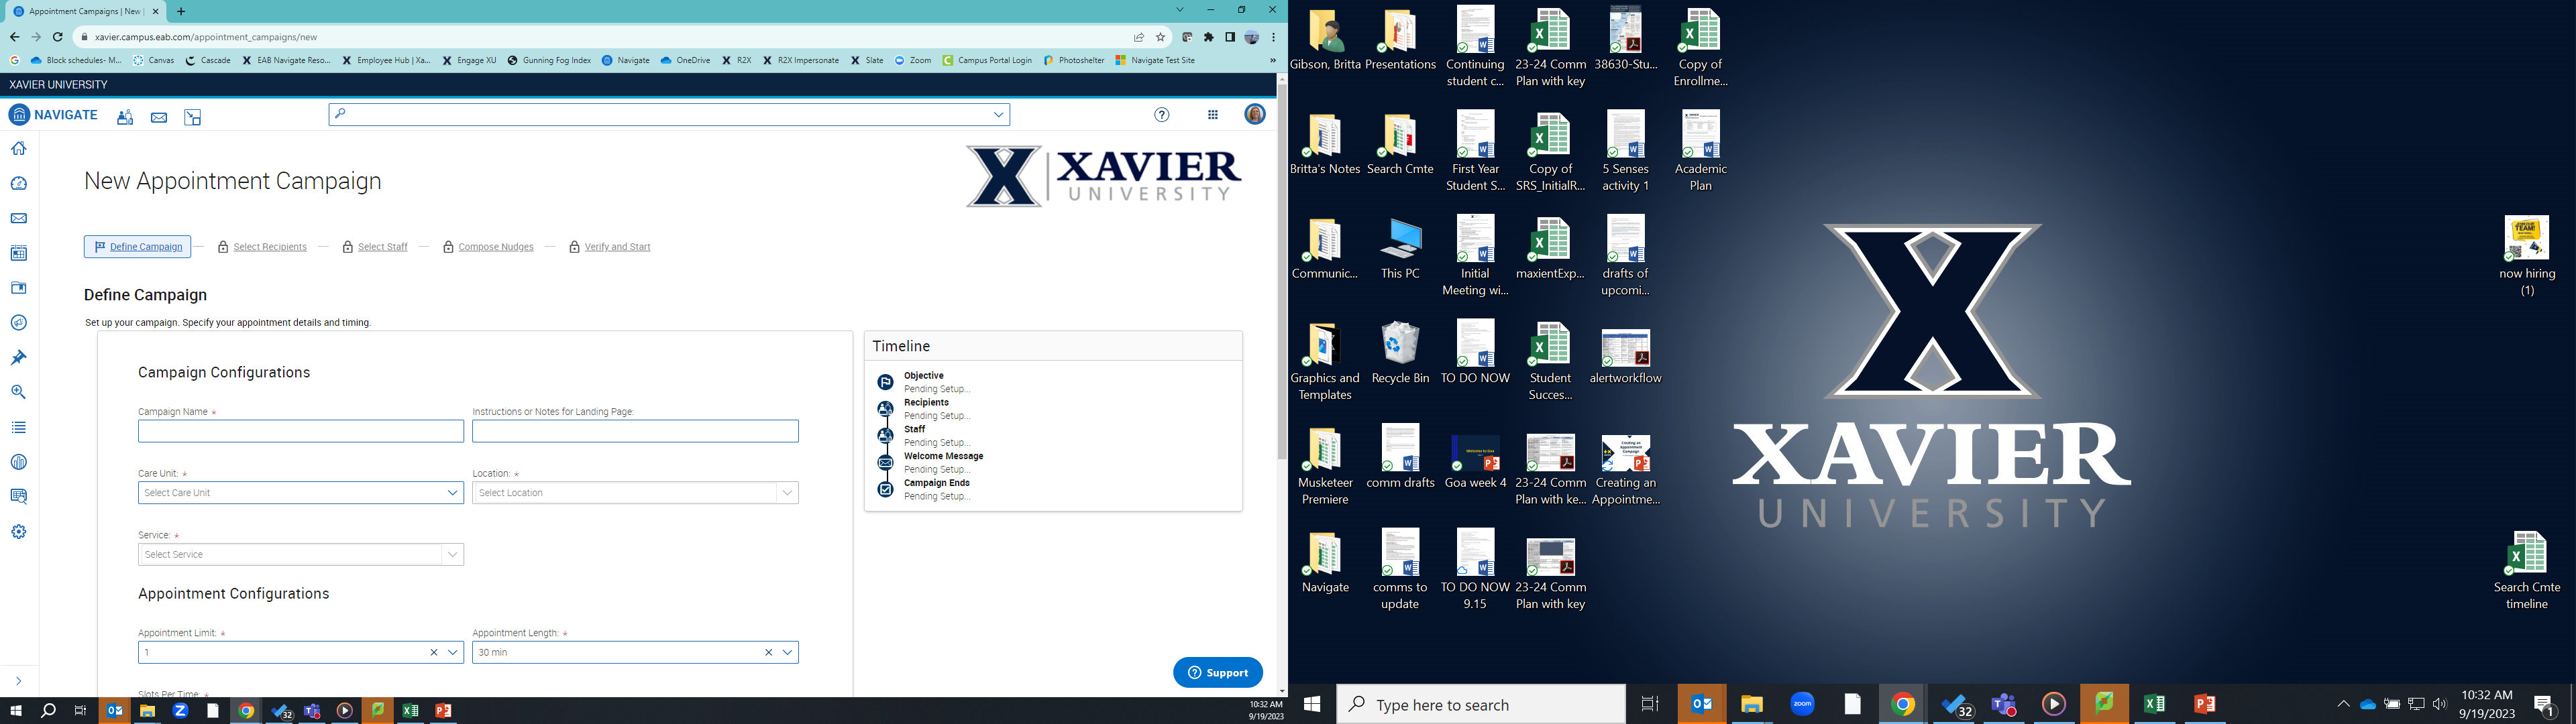 Appointment Campaigns | New |
xavier.campus.eab.com/appointment_campaigns/new
Block schedules- M...
Canvas
Cascade
EAB Navigate Reso...
Employee Hub | Xa...
Engage XU
Gunning Fog Index
Navigate
OneDrive
R2X
R2X Impersonate
Slate
Zoom
Campus Portal Login
Photoshelter
Navigate Test Site
»
XAVIER UNIVERSITY
NAVIGATE
New Appointment Campaign
XAVIER
UNIVERSITY
Define Campaign
Select Recipients
Select Staff
Compose Nudges
Verify and Start
Define Campaign
Set up your campaign. Specify your appointment details and timing.
Campaign Configurations
Campaign Name *
Instructions or Notes for Landing Page:
Care Unit: *
Location: *
Select Care Unit
Select Location
Service: *
Select Service
Appointment Configurations
Appointment Limit: *
Appointment Length: *
1
30 min
Slots Per Time: *
Timeline
Objective
Pending Setup...
Recipients
Pending Setup...
Staff
Pending Setup...
Welcome Message
Pending Setup...
Campaign Ends
Pending Setup...
Support
32
10:32 AM
9/19/2023
Gibson, Britta
Presentations
Continuing
student c...
23-24 Comm
Plan with key
38630-Stu...
Copy of
Enrollme...
Britta's Notes
Search Cmte
First Year
Student S...
Copy of
SRS_InitialR...
5 Senses
activity 1
Academic
Plan
Communic...
This PC
Initial
Meeting wi...
maxientExp...
drafts of
upcomi...
Graphics and
Templates
Recycle Bin
TO DO NOW
Student
Succes...
alertworkflow
Musketeer
Premiere
comm drafts
Goa week 4
23-24 Comm
Plan with ke...
Creating an
Appointme...
Navigate
comms to
update
TO DO NOW
9.15
23-24 Comm
Plan with key
XAVIER
UNIVERSITY
now hiring
(1)
Search Cmte
timeline
Type here to search
zoom
32
10:32 AM
9/19/2023
1